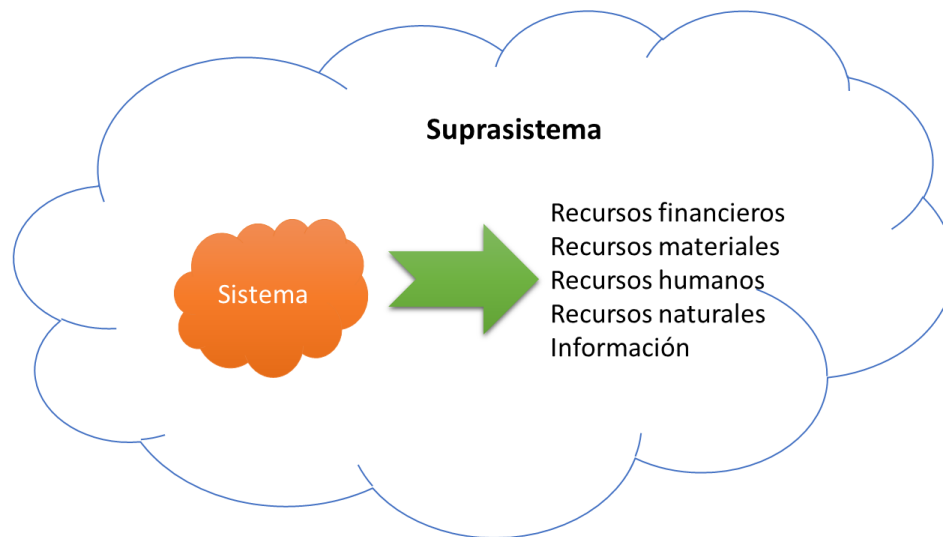 Suprasistema
Sistema
Recursos financieros
Recursos materiales
Recursos humanos
Recursos naturales
Información